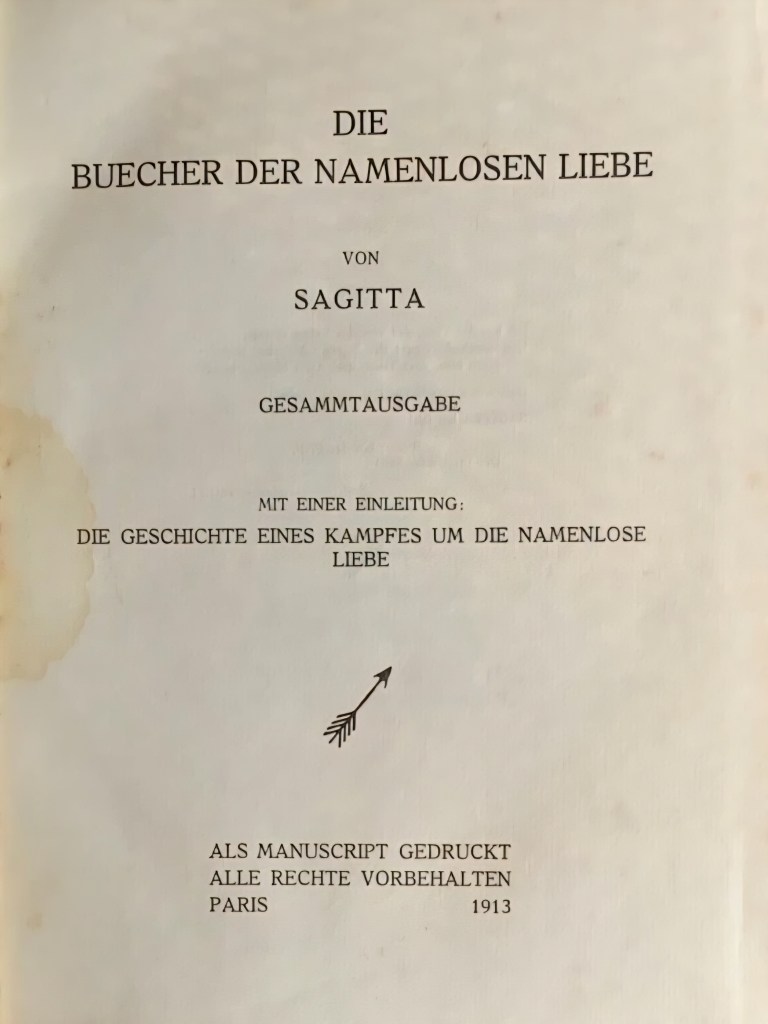 DIE
BUECHER DER NAMENLOSEN LIEBE
VON
SAGITTA
GESAMMTAUSGABE
MIT EINER EINLEITUNG:
DIE GESCHICHTE EINES KAMPFES UM DIE NAMENLOSE
LIEBE
ALS MANUSCRIPT GEDRUCKT
ALLE RECHTE VORBEHALTEN
PARIS 1913